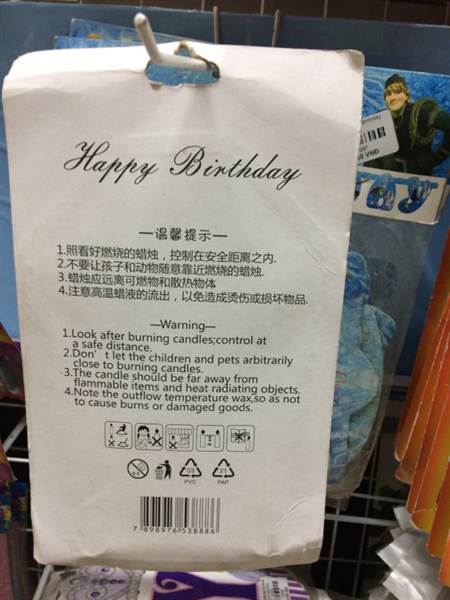 Happy Birthday
—温馨提示—
1.照看好燃烧的蜡烛，控制在安全距离之内.
2.不要让孩子和动物随意靠近燃烧的蜡烛.
3.蜡烛应远离可燃物和散热物体
4.注意高温蜡液的流出，以免造成烫伤或损坏物品.
—Warning—
1.Look after burning candles;control at
a safe distance.
2.Don't let the children and pets arbitrarily
close to burning candles.
3.The candle should be far away from
flammable items and heat radiating objects.
4.Note the outflow temperature wax,so as not
to cause burns or damaged goods.
PVC PAP
7 898976 538886
VND